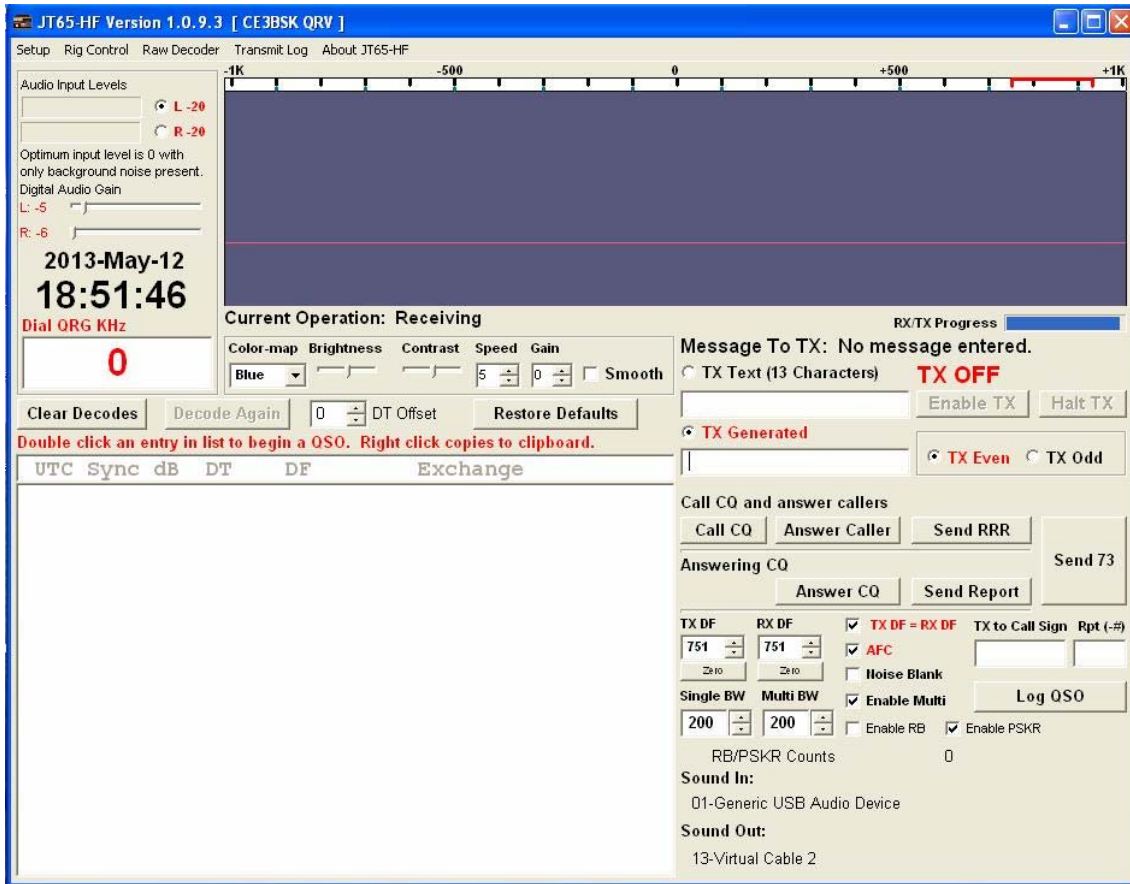 JT65-HF Version 1.0.9.3 [ CE3BSK QRV ]
Setup Rig Control Raw Decoder Transmit Log About JT65-HF
-1K -500 0 +500 +1K
Audio Input Levels
L -20
R -20
Optimum input level is 0 with
only background noise present.
Digital Audio Gain
L: -5
R: -6
2013-May-12
18:51:46
Dial QRG KHz
0
Current Operation: Receiving
RX/TX Progress
Color-map Brightness Contrast Speed Gain
Blue 5 0 Smooth
Message To TX: No message entered.
TX Text (13 Characters) TX OFF
Enable TX Halt TX
Clear Decodes Decode Again 0 DT Offset Restore Defaults
Double click an entry in list to begin a QSO. Right click copies to clipboard.
TX Generated
TX Even TX Odd
UTC Sync dB DT DF Exchange
Call CQ and answer callers
Call CQ Answer Caller Send RRR
Send 73
Answering CQ
Answer CQ Send Report
TX DF RX DF TX DF = RX DF TX to Call Sign Rpt (-#)
751 751 AFC
Zero Zero Noise Blank
Single BW Multi BW Enable Multi Log QSO
200 200 Enable RB Enable PSKR
RB/PSKR Counts 0
Sound In:
01-Generic USB Audio Device
Sound Out:
13-Virtual Cable 2